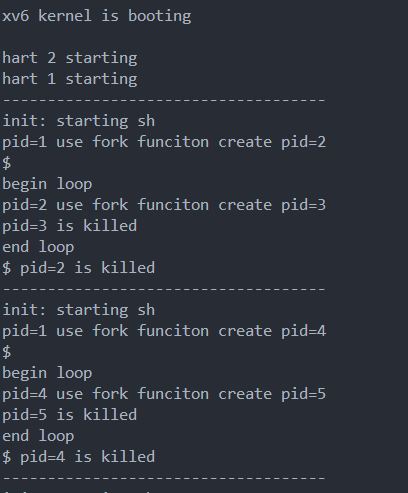 xv6 kernel is booting
hart 2 starting
hart 1 starting
------------------------------------
init: starting sh
pid=1 use fork funciton create pid=2
$
begin loop
pid=2 use fork funciton create pid=3
pid=3 is killed
end loop
$ pid=2 is killed
------------------------------------
init: starting sh
pid=1 use fork funciton create pid=4
$
begin loop
pid=4 use fork funciton create pid=5
pid=5 is killed
end loop
$ pid=4 is killed
------------------------------------